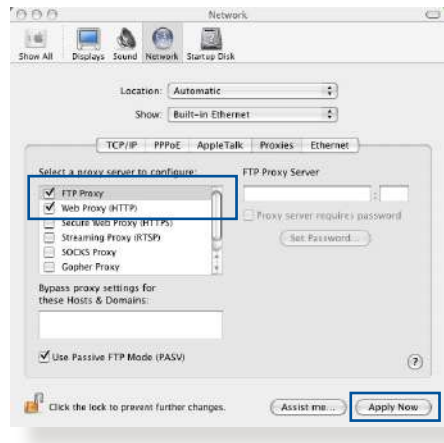 Network
Show All Displays Sound Network Startup Disk
Location: Automatic
Show: Built-in Ethernet
TCP/IP PPPoE AppleTalk Proxies Ethernet
Select a proxy server to configure: FTP Proxy Server
FTP Proxy :
Web Proxy (HTTP)
Secure Web Proxy (HTTPS) Proxy server requires password
Streaming Proxy (RTSP) Set Password...
SOCKS Proxy
Gopher Proxy
Bypass proxy settings for
these Hosts & Domains:
Use Passive FTP Mode (PASV) ?
Click the lock to prevent further changes. Assist me... Apply Now